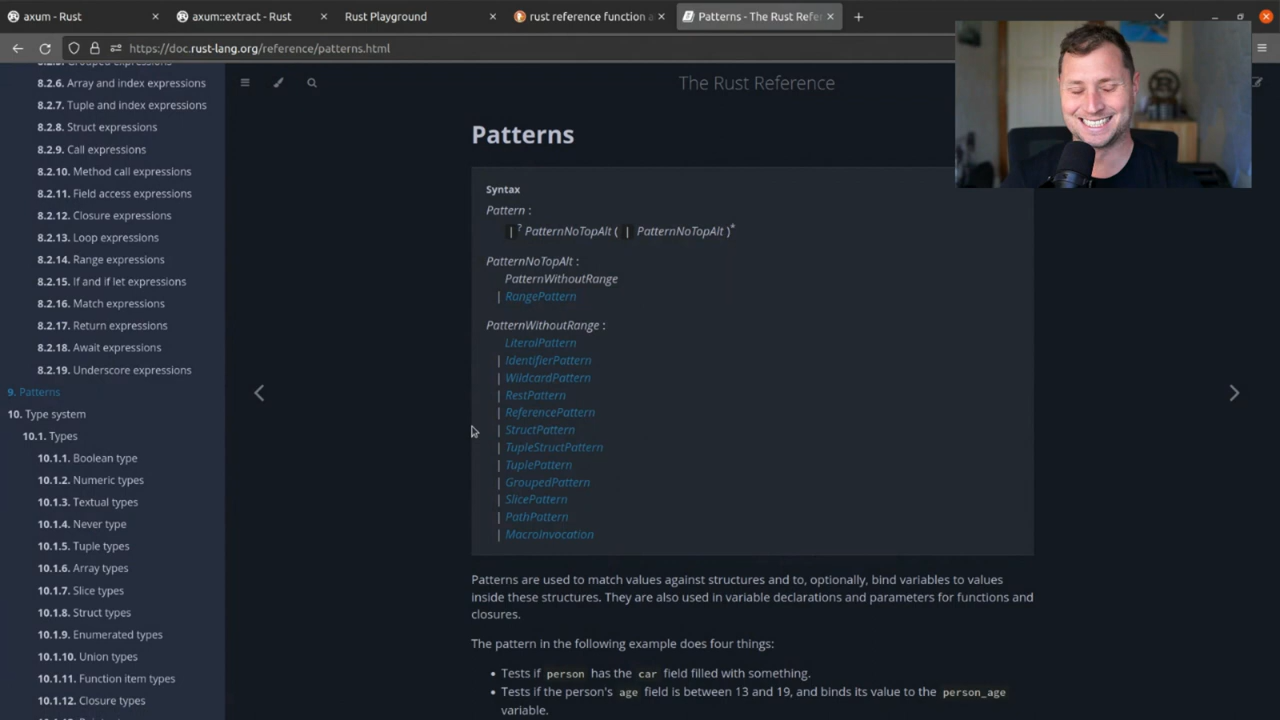 axum - Rust
axum::extract - Rust
Rust Playground
rust reference function a
Patterns - The Rust Refe
https://doc.rust-lang.org/reference/patterns.html
8.2.6. Array and index expressions
8.2.7. Tuple and index expressions
8.2.8. Struct expressions
8.2.9. Call expressions
8.2.10. Method call expressions
8.2.11. Field access expressions
8.2.12. Closure expressions
8.2.13. Loop expressions
8.2.14. Range expressions
8.2.15. If and if let expressions
8.2.16. Match expressions
8.2.17. Return expressions
8.2.18. Await expressions
8.2.19. Underscore expressions
9. Patterns
10. Type system
10.1. Types
10.1.1. Boolean type
10.1.2. Numeric types
10.1.3. Textual types
10.1.4. Never type
10.1.5. Tuple types
10.1.6. Array types
10.1.7. Slice types
10.1.8. Struct types
10.1.9. Enumerated types
10.1.10. Union types
10.1.11. Function item types
10.1.12. Closure types
The Rust Reference
Patterns
Syntax
Pattern :
|? PatternNoTopAlt ( | PatternNoTopAlt )*
PatternNoTopAlt :
PatternWithoutRange
| RangePattern
PatternWithoutRange :
LiteralPattern
| IdentifierPattern
| WildcardPattern
| RestPattern
| ReferencePattern
| StructPattern
| TupleStructPattern
| TuplePattern
| GroupedPattern
| SlicePattern
| PathPattern
| MacroInvocation
Patterns are used to match values against structures and to, optionally, bind variables to values
inside these structures. They are also used in variable declarations and parameters for functions and
closures.
The pattern in the following example does four things:
• Tests if person has the car field filled with something.
• Tests if the person's age field is between 13 and 19, and binds its value to the person_age
variable.